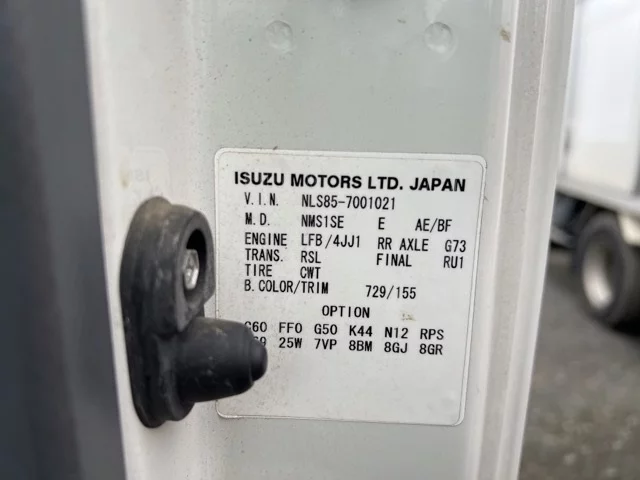 ISUZU MOTORS LTD. JAPAN
V.I.N. NLS85-7001021
M.D. NMS1SE E AE/BF
ENGINE LFB/4JJ1 RR AXLE G73
TRANS. RSL FINAL RU1
TIRE CWT
B.COLOR/TRIM 729/155
OPTION
FF0 G50 K44 N12 RPS
25W 7VP 8BM 8GJ 8GR